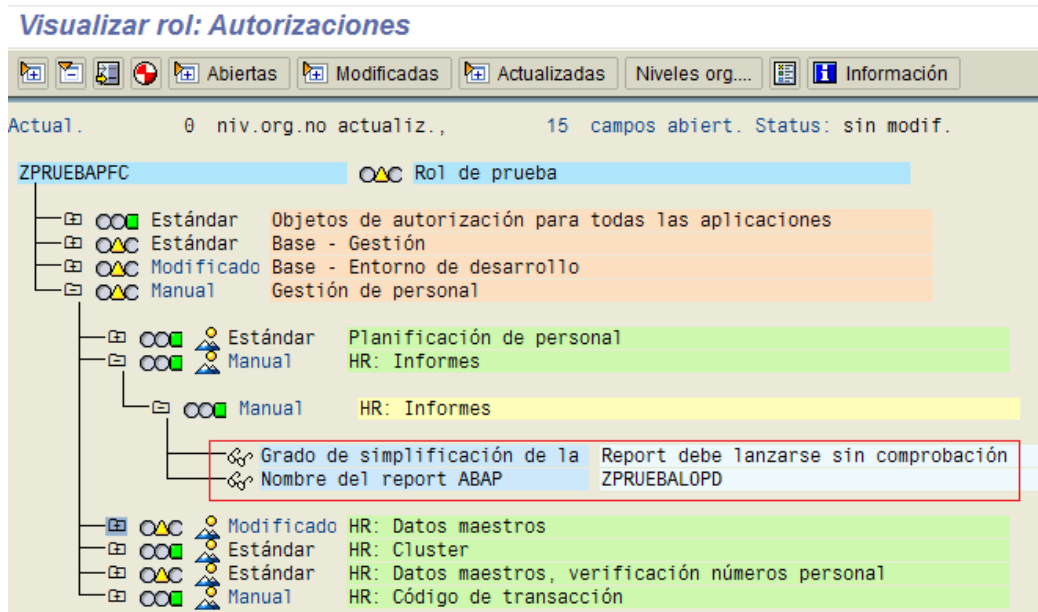 Visualizar rol: Autorizaciones
Abiertas Modificadas Actualizadas Niveles org.... Información
Actual. 0 niv.org.no actualiz., 15 campos abiert. Status: sin modif.
ZPRUEBAPFC Rol de prueba
Estándar Objetos de autorización para todas las aplicaciones
Estándar Base - Gestión
Modificado Base - Entorno de desarrollo
Manual Gestión de personal
Estándar Planificación de personal
Manual HR: Informes
Manual HR: Informes
Grado de simplificación de la Report debe lanzarse sin comprobación
Nombre del report ABAP ZPRUEBALOPD
Modificado HR: Datos maestros
Estándar HR: Cluster
Estándar HR: Datos maestros, verificación números personal
Manual HR: Código de transacción